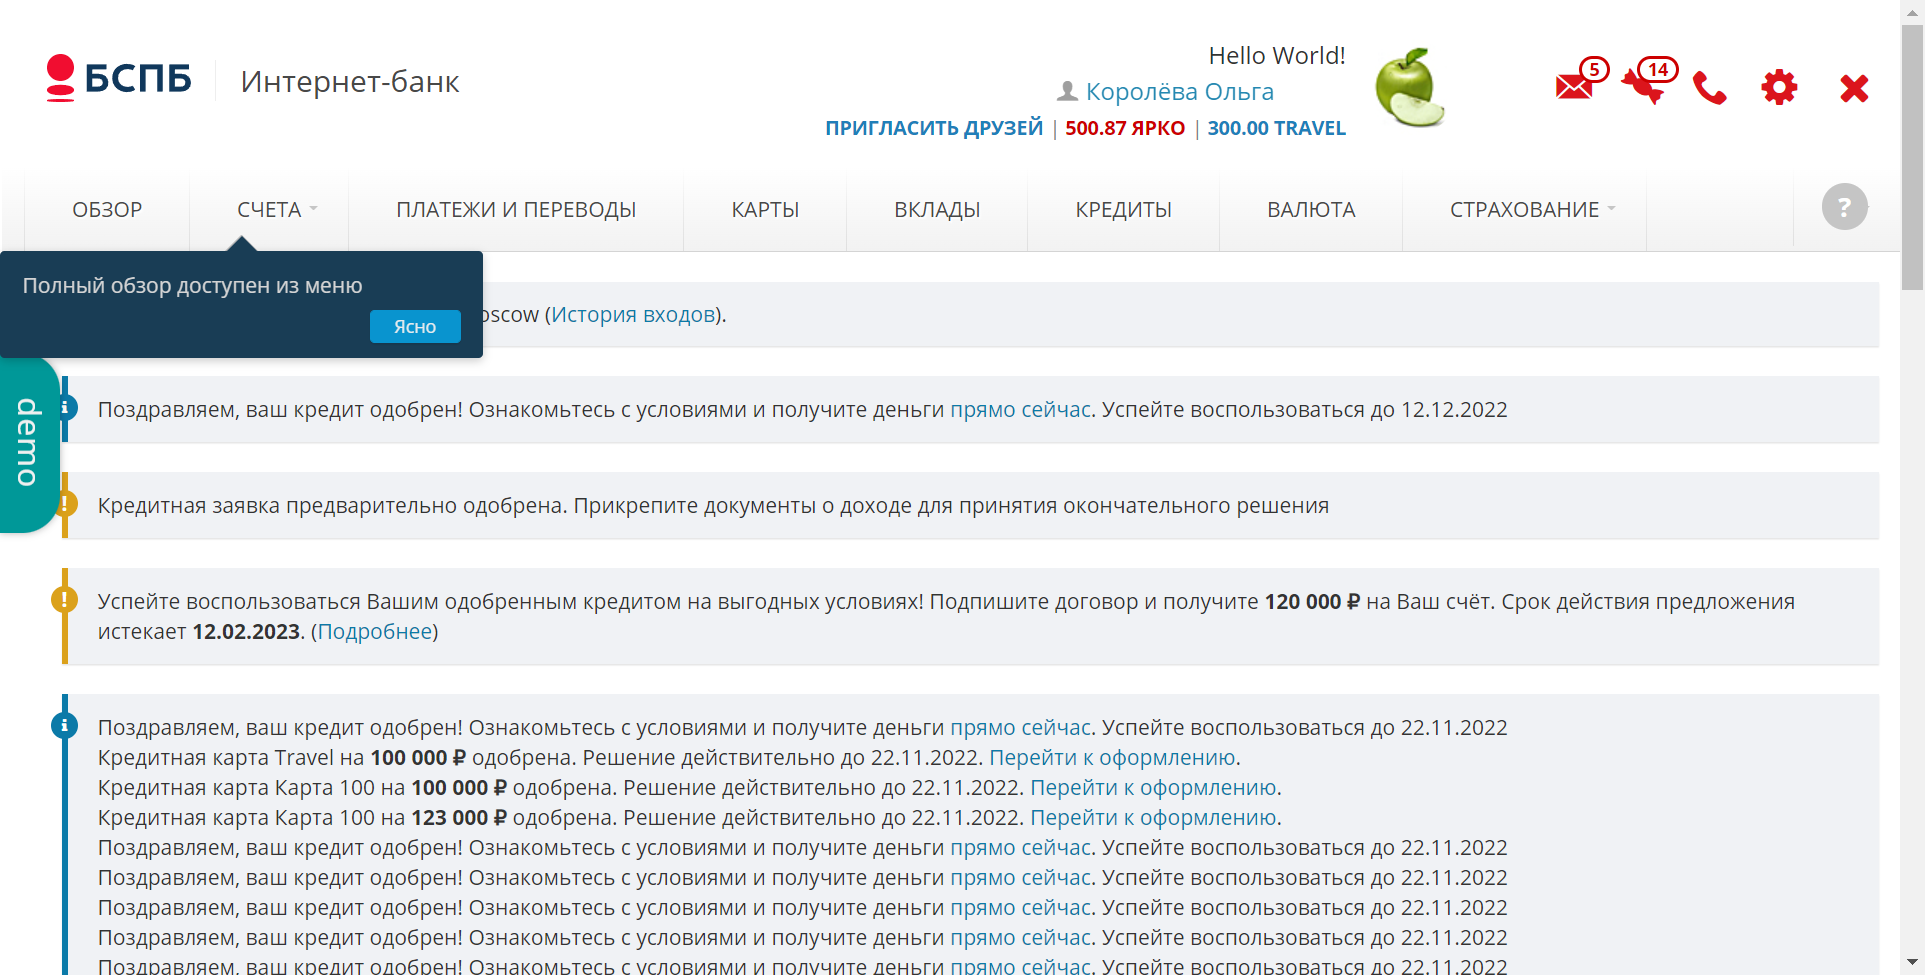 БСПБ
Интернет-банк
Hello World!
Королёва Ольга
ПРИГЛАСИТЬ ДРУЗЕЙ | 500.87 ЯРКО | 300.00 TRAVEL
5
14
ОБЗОР
СЧЕТА
ПЛАТЕЖИ И ПЕРЕВОДЫ
КАРТЫ
ВКЛАДЫ
КРЕДИТЫ
ВАЛЮТА
СТРАХОВАНИЕ
?
Полный обзор доступен из меню
Ясно
(История входов).
demo
Поздравляем, ваш кредит одобрен! Ознакомьтесь с условиями и получите деньги прямо сейчас. Успейте воспользоваться до 12.12.2022
Кредитная заявка предварительно одобрена. Прикрепите документы о доходе для принятия окончательного решения
Успейте воспользоваться Вашим одобренным кредитом на выгодных условиях! Подпишите договор и получите 120 000 ₽ на Ваш счёт. Срок действия предложения
истекает 12.02.2023. (Подробнее)
Поздравляем, ваш кредит одобрен! Ознакомьтесь с условиями и получите деньги прямо сейчас. Успейте воспользоваться до 22.11.2022
Кредитная карта Travel на 100 000 ₽ одобрена. Решение действительно до 22.11.2022. Перейти к оформлению.
Кредитная карта Карта 100 на 100 000 ₽ одобрена. Решение действительно до 22.11.2022. Перейти к оформлению.
Кредитная карта Карта 100 на 123 000 ₽ одобрена. Решение действительно до 22.11.2022. Перейти к оформлению.
Поздравляем, ваш кредит одобрен! Ознакомьтесь с условиями и получите деньги прямо сейчас. Успейте воспользоваться до 22.11.2022
Поздравляем, ваш кредит одобрен! Ознакомьтесь с условиями и получите деньги прямо сейчас. Успейте воспользоваться до 22.11.2022
Поздравляем, ваш кредит одобрен! Ознакомьтесь с условиями и получите деньги прямо сейчас. Успейте воспользоваться до 22.11.2022
Поздравляем, ваш кредит одобрен! Ознакомьтесь с условиями и получите деньги прямо сейчас. Успейте воспользоваться до 22.11.2022
Поздравляем, ваш кредит одобрен! Ознакомьтесь с условиями и получите деньги прямо сейчас. Успейте воспользоваться до 22.11.2022